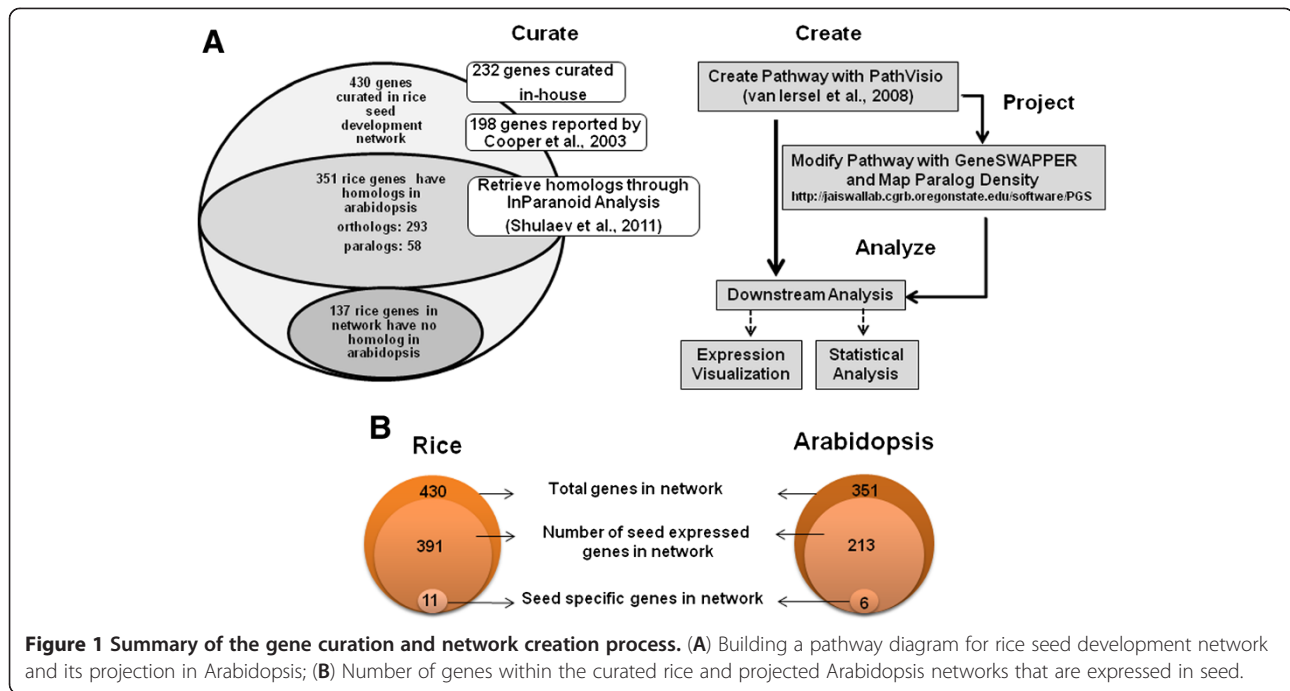 A
Curate
430 genes
curated in rice
seed
development
network
232 genes curated
in-house
198 genes reported by
Cooper et al., 2003
351 rice genes have
homologs in
arabidopsis
orthologs: 293
paralogs: 58
Retrieve homologs through
InParanoid Analysis
(Shulaev et al., 2011)
137 rice genes in
network have no
homolog in
arabidopsis
Create
Create Pathway with PathVisio
(van Iersel et al., 2008)
Project
Modify Pathway with GeneSWAPPER
and Map Paralog Density
http://jaiswallab.cgrb.oregonstate.edu/software/PGS
Analyze
Downstream Analysis
Expression
Visualization
Statistical
Analysis
B
Rice
Arabidopsis
430
Total genes in network
351
391
Number of seed expressed
genes in network
213
11
Seed specific genes in network
6
Figure 1 Summary of the gene curation and network creation process. (A) Building a pathway diagram for rice seed development network
and its projection in Arabidopsis; (B) Number of genes within the curated rice and projected Arabidopsis networks that are expressed in seed.